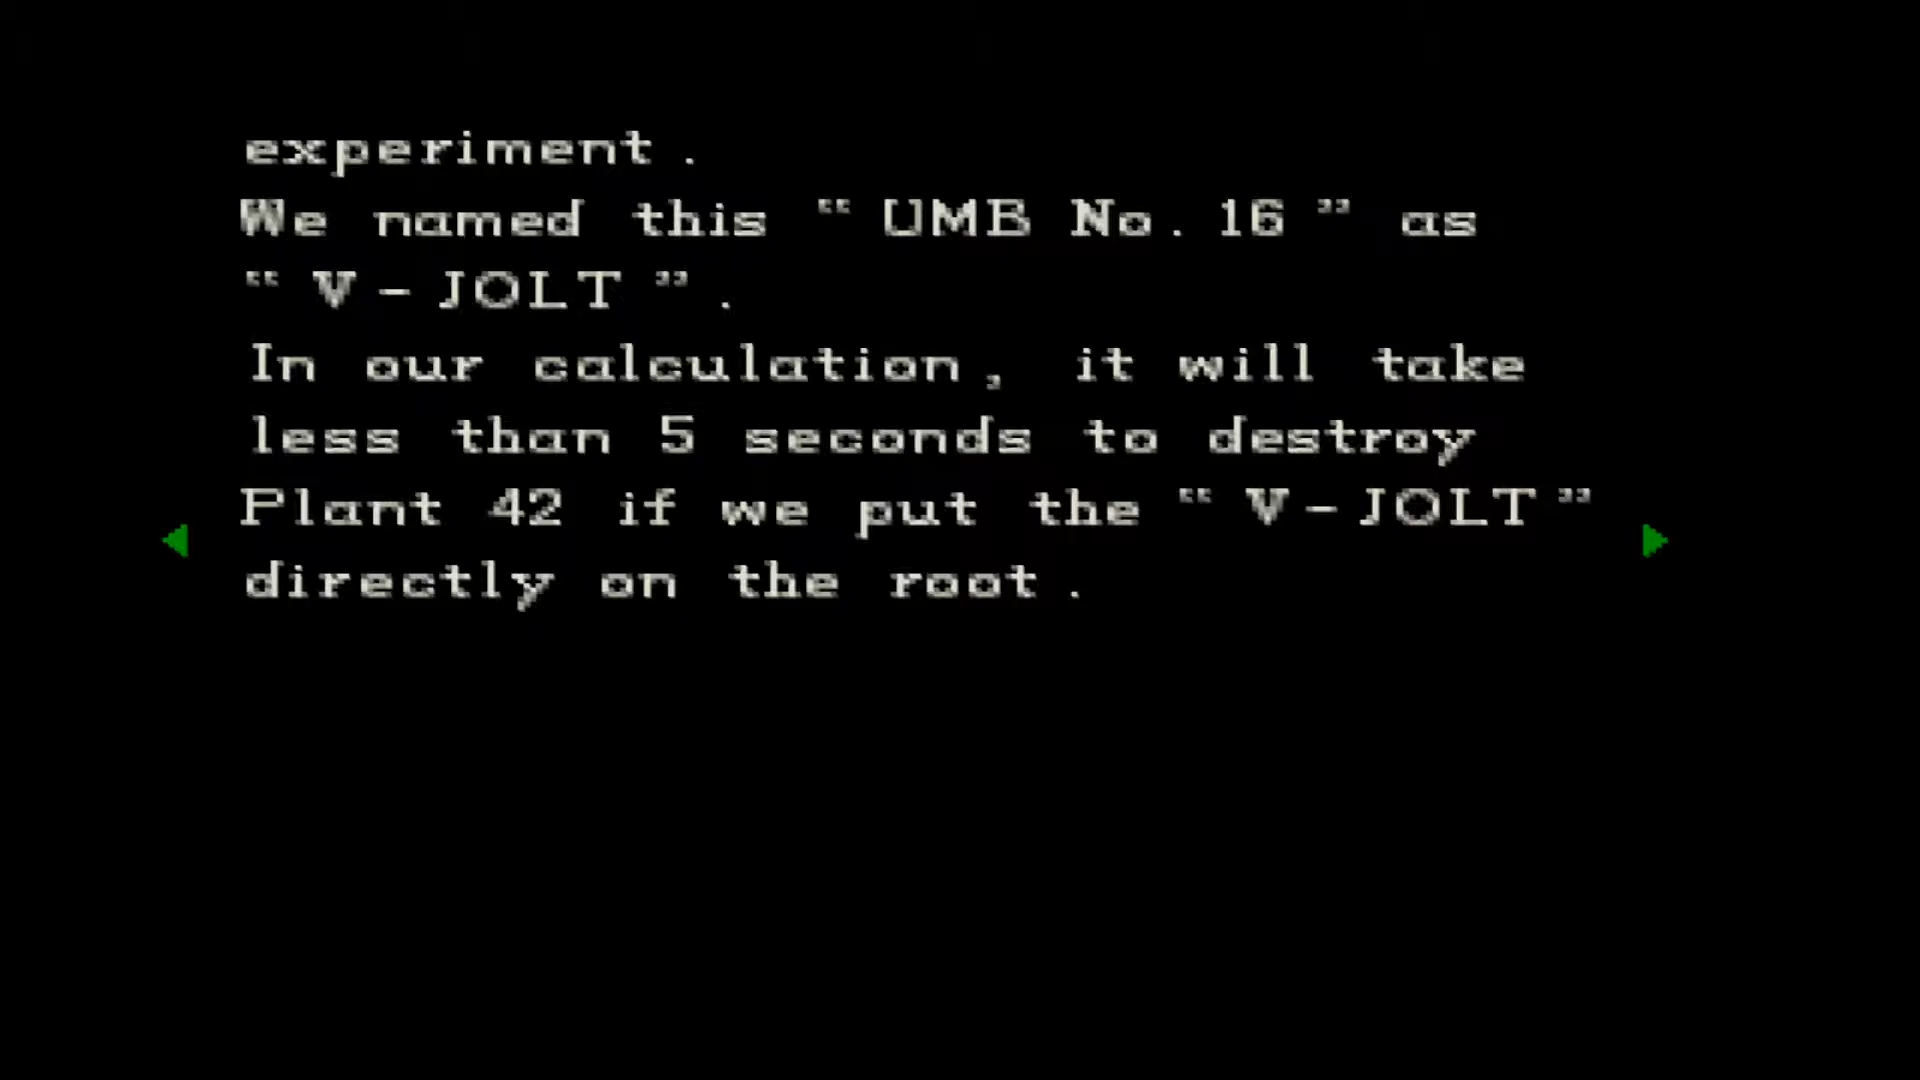 experiment.
We named this “UMB No.16” as
“V-JOLT”.
In our calculation, it will take
less than 5 seconds to destroy
Plant 42 if we put the “V-JOLT”
directly on the root.